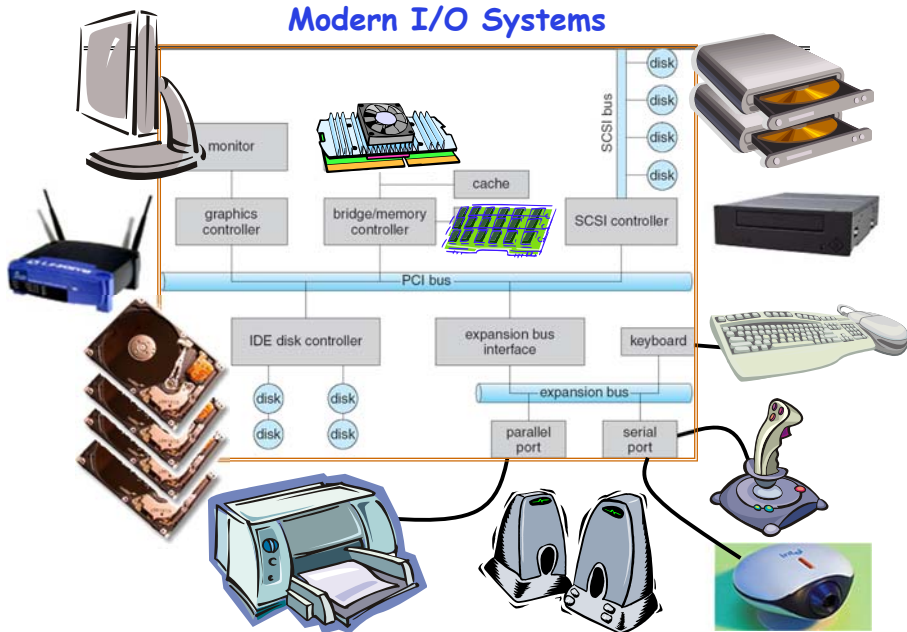 Modern I/O Systems
SCSI bus
disk
disk
disk
disk
monitor
cache
graphics
controller
bridge/memory
controller
SCSI controller
PCI bus
IDE disk controller
expansion bus
interface
keyboard
disk
disk
disk
disk
expansion bus
parallel
port
serial
port
intel